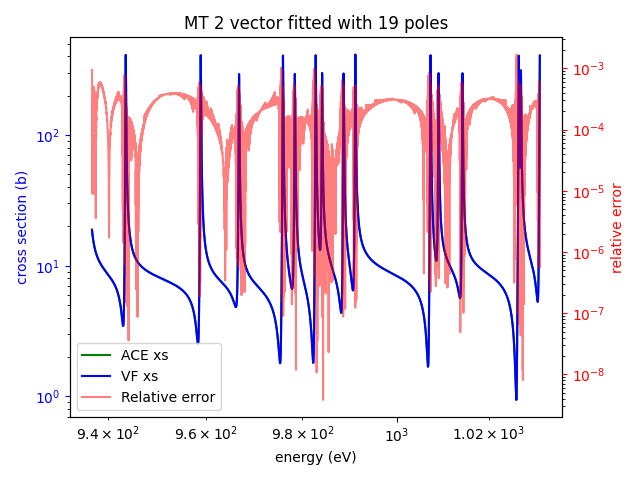 MT 2 vector fitted with 19 poles
cross section (b)
10²
10¹
10⁰
10⁻³
10⁻⁴
10⁻⁵
10⁻⁶
10⁻⁷
10⁻⁸
relative error
ACE xs
VF xs
Relative error
9.4 × 10² 9.6 × 10² 9.8 × 10² 10³ 1.02 × 10³
energy (eV)